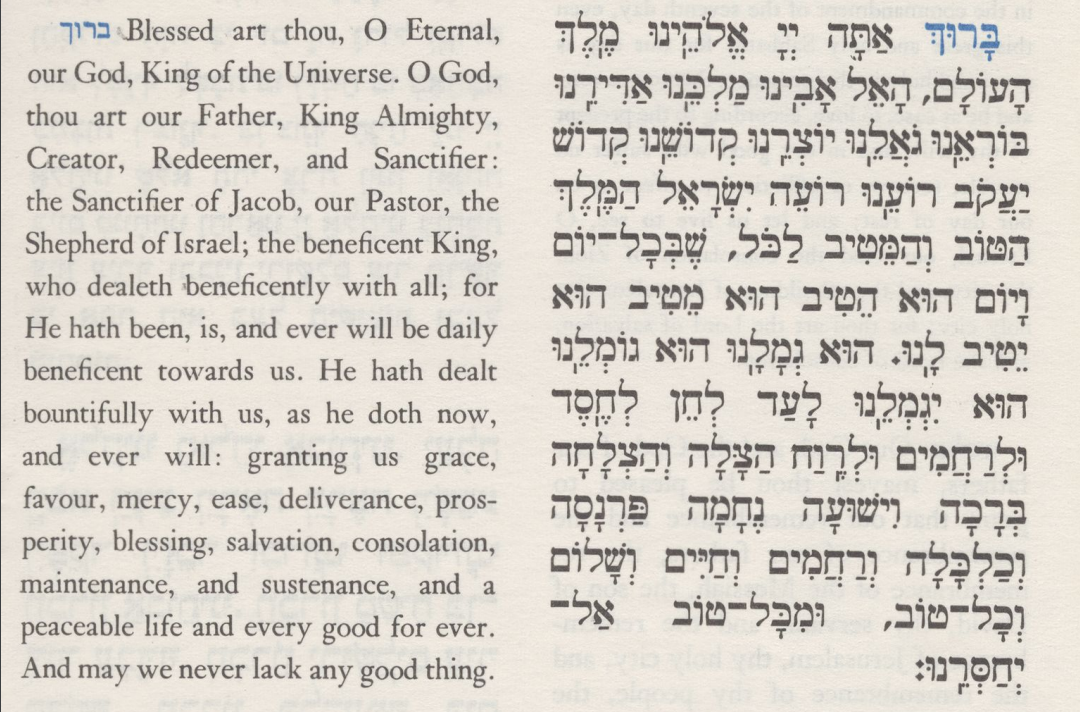 ברוך Blessed art thou, O Eternal,
our God, King of the Universe. O God,
thou art our Father, King Almighty,
Creator, Redeemer, and Sanctifier:
the Sanctifier of Jacob, our Pastor, the
Shepherd of Israel; the beneficent King,
who dealeth beneficently with all; for
He hath been, is, and ever will be daily
beneficent towards us. He hath dealt
bountifully with us, as he doth now,
and ever will: granting us grace,
favour, mercy, ease, deliverance, pros-
perity, blessing, salvation, consolation,
maintenance, and sustenance, and a
peaceable life and every good for ever.
And may we never lack any good thing.
בָּרוּךְ אַתָּה יְיָ אֱלֹהֵינוּ מֶלֶךְ
הָעוֹלָם, הָאֵל אָבִינוּ מַלְכֵּנוּ אַדִירֵנוּ
בּוֹרְאֵנוּ גֹאֲלֵנוּ יוֹצְרֵנוּ קְדוֹשֵׁנוּ קְדוֹשׁ
יַעֲקֹב רוֹעֵנוּ רוֹעֵה יִשְׂרָאֵל הַמֶּלֶךְ
הַטּוֹב וְהַמֵּטִיב לַכֹּל שֶׁבְּכָל־יוֹם
וָיוֹם הוּא הֵטִיב הוּא מֵטִיב הוּא
יֵטִיב לָנוּ. הוּא גְמָלָנוּ הוּא גוֹמְלֵנוּ
הוּא יִגְמְלֵנוּ לָעַד לְחֵן לְחֶסֶד
וּלְרַחֲמִים וּלְרֶוַח הַצָּלָה וְהַצְלָחָה
בְּרָכָה וִישׁוּעָה נֶחָמָה פַּרְנָסָה
וְכַלְכָּלָה וְרַחֲמִים וְחַיִּים וְשָׁלוֹם
וְכָל־טוֹב, וּמִכָּל־טוֹב אַל־
יְחַסְּרֵנוּ: